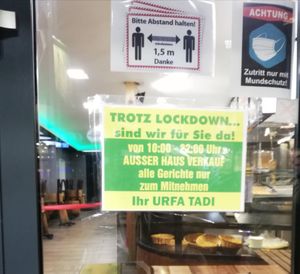 Bitte Abstand halten!
1,5 m
Danke
ACHTUNG
Zutritt nur mit
Mundschutz!
TROTZ LOCKDOWN...
sind wir für Sie da!
von 10:00 - 22:00 Uhr
AUSSER HAUS VERKAUF
alle Gerichte nur
zum Mitnehmen
Ihr URFA TADI